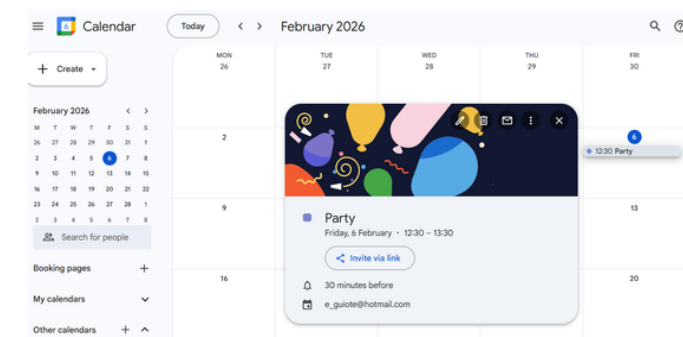 6 Calendar
Today
February 2026
Create
February 2026
M T W T F S S
26 27 28 29 30 31 1
2 3 4 5 6 7 8
9 10 11 12 13 14 15
16 17 18 19 20 21 22
23 24 25 26 27 28 1
2 3 4 5 6 7 8
Search for people
Booking pages
My calendars
Other calendars
MON TUE WED THU FRI
26 27 28 29 30
2 6
12:30 Party
9 13
16 20
Party
Friday, 6 February • 12:30 – 13:30
Invite via link
30 minutes before
e_guiote@hotmail.com